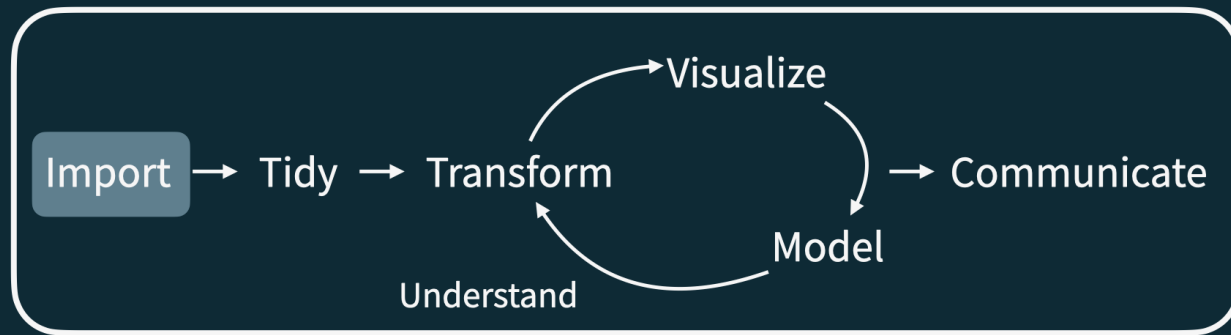 Import
Tidy
Transform
Visualize
Model
Understand
Communicate